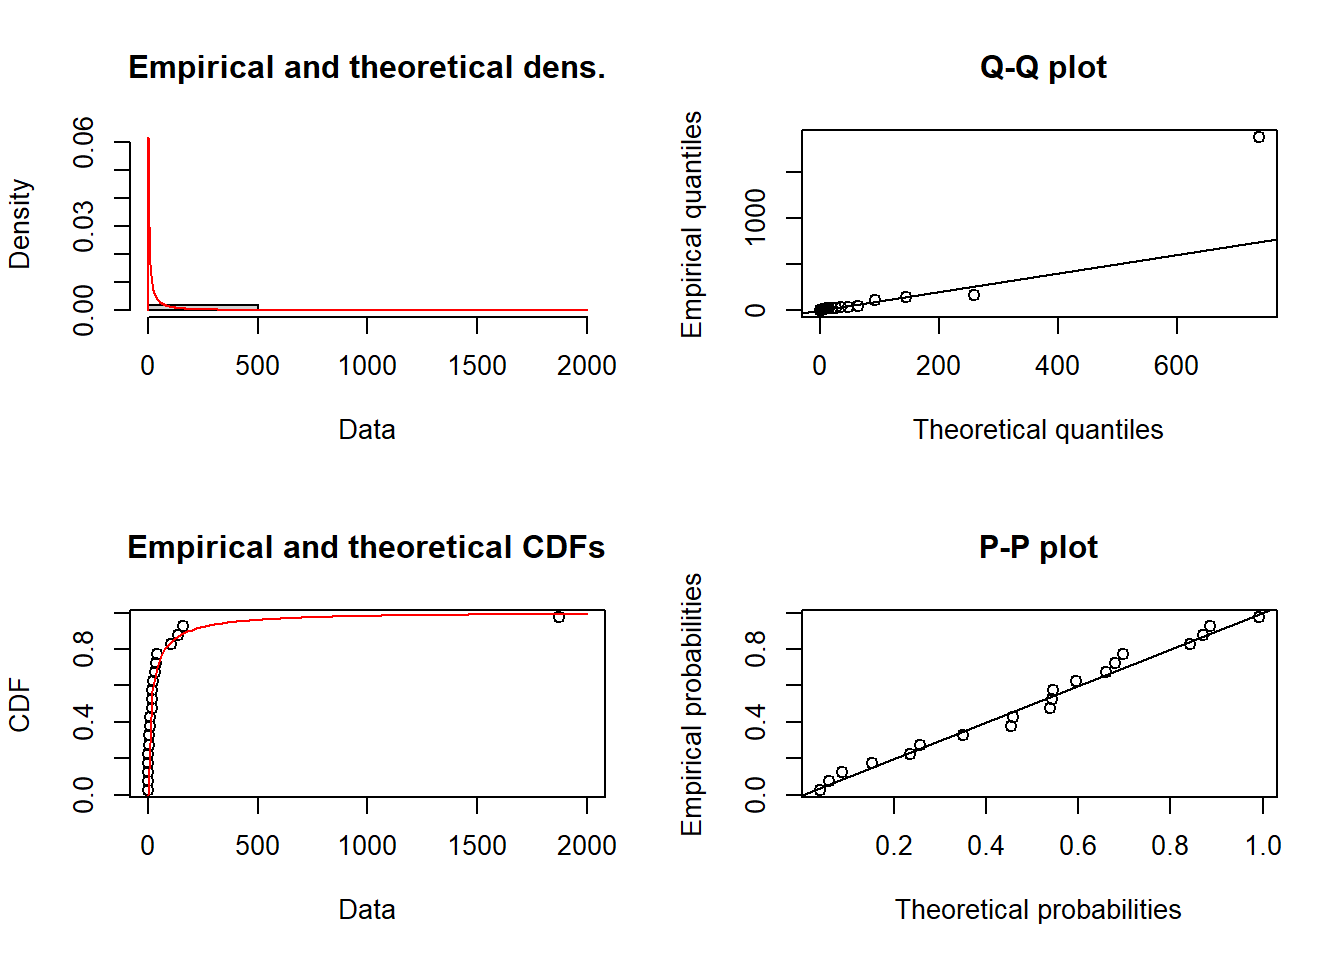 Empirical and theoretical dens.
Density
0.00 0.03 0.06
0 500 1000 1500 2000
Data
Q-Q plot
Empirical quantiles
0 1000
0 200 400 600
Theoretical quantiles
Empirical and theoretical CDFs
CDF
0.0 0.4 0.8
0 500 1000 1500 2000
Data
P-P plot
Empirical probabilities
0.0 0.4 0.8
0.2 0.4 0.6 0.8 1.0
Theoretical probabilities